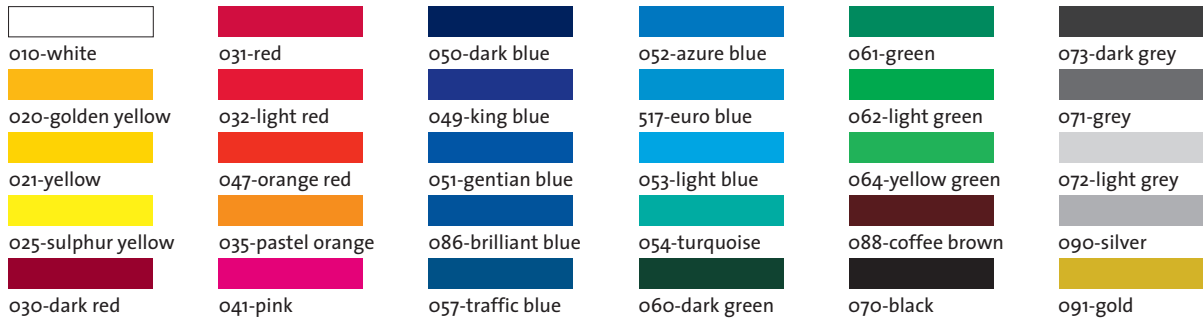 010-white
020-golden yellow
021-yellow
025-sulphur yellow
030-dark red
031-red
032-light red
047-orange red
035-pastel orange
041-pink
050-dark blue
049-king blue
051-gentian blue
086-brilliant blue
057-traffic blue
052-azure blue
517-euro blue
053-light blue
054-turquoise
060-dark green
061-green
062-light green
064-yellow green
088-coffee brown
070-black
073-dark grey
071-grey
072-light grey
090-silver
091-gold